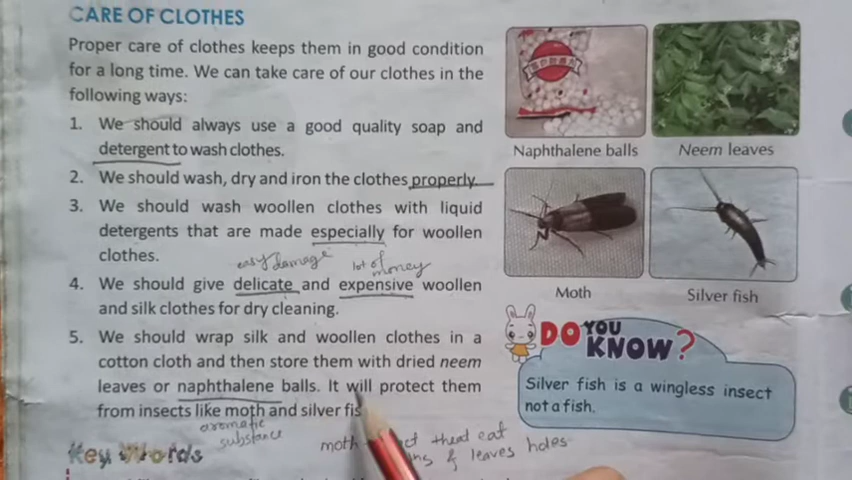 CARE OF CLOTHES
Proper care of clothes keeps them in good condition
for a long time. We can take care of our clothes in the
following ways:
1. We should always use a good quality soap and
detergent to wash clothes.
2. We should wash, dry and iron the clothes properly.
3. We should wash woollen clothes with liquid
detergents that are made especially for woollen
clothes.
easy damage
lot of
money
4. We should give delicate and expensive woollen
and silk clothes for dry cleaning.
5. We should wrap silk and woollen clothes in a
cotton cloth and then store them with dried neem
leaves or naphthalene balls. It will protect them
from insects like moth and silver
aromatic
substance
moth
eat
& leaves holes
Key Words
Naphthalene balls
Neem leaves
Moth
Silver fish
DO YOU KNOW?
Silver fish is a wingless insect
not a fish.